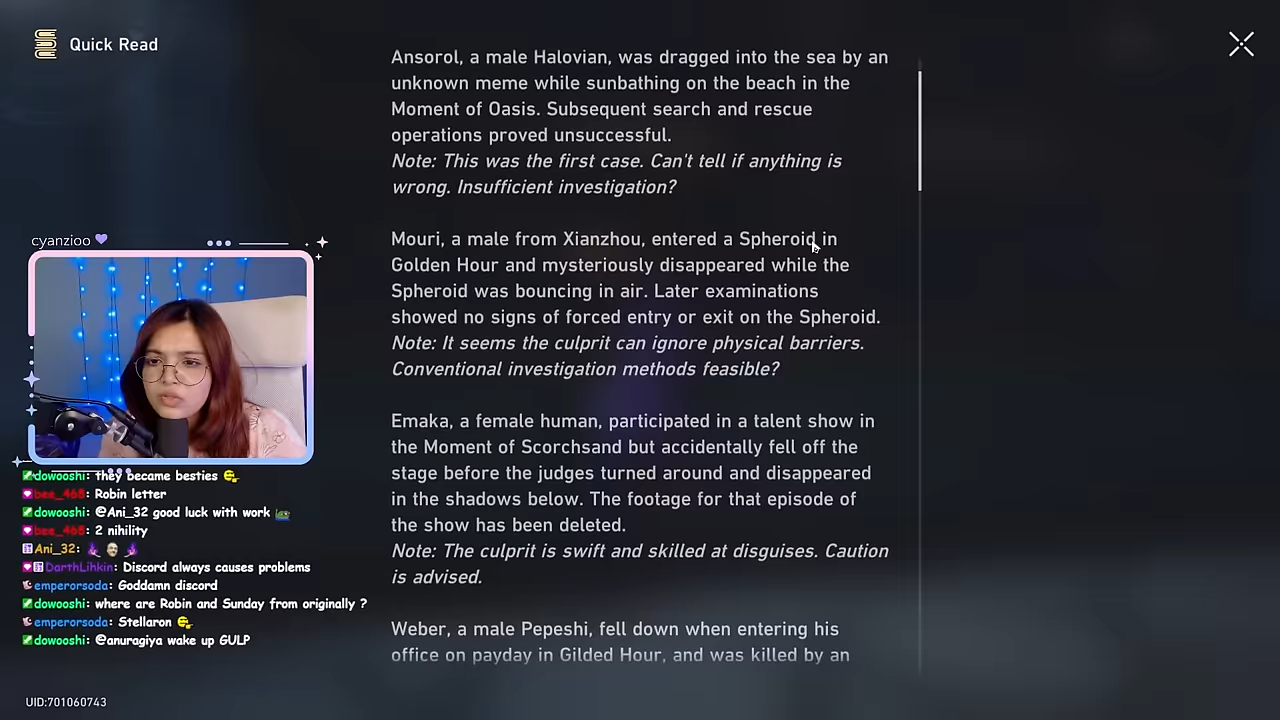 Quick Read
Ansorol, a male Halovian, was dragged into the sea by an
unknown meme while sunbathing on the beach in the
Moment of Oasis. Subsequent search and rescue
operations proved unsuccessful.
Note: This was the first case. Can't tell if anything is
wrong. Insufficient investigation?
Mouri, a male from Xianzhou, entered a Spheroid in
Golden Hour and mysteriously disappeared while the
Spheroid was bouncing in air. Later examinations
showed no signs of forced entry or exit on the Spheroid.
Note: It seems the culprit can ignore physical barriers.
Conventional investigation methods feasible?
Emaka, a female human, participated in a talent show in
the Moment of Scorchsand but accidentally fell off the
stage before the judges turned around and disappeared
in the shadows below. The footage for that episode of
the show has been deleted.
Note: The culprit is swift and skilled at disguises. Caution
is advised.
Weber, a male Pepeshi, fell down when entering his
office on payday in Gilded Hour, and was killed by an
cyanzioo
dowooshi: they became besties
bee_468: Robin letter
dowooshi: @Ani_32 good luck with work
bee_468: 2 nihility
Ani_32:
DarthLihkin: Discord always causes problems
emperorsoda: Goddamn discord
dowooshi: where are Robin and Sunday from originally ?
emperorsoda: Stellaron
dowooshi: @anuragiya wake up GULP
UID:701060743